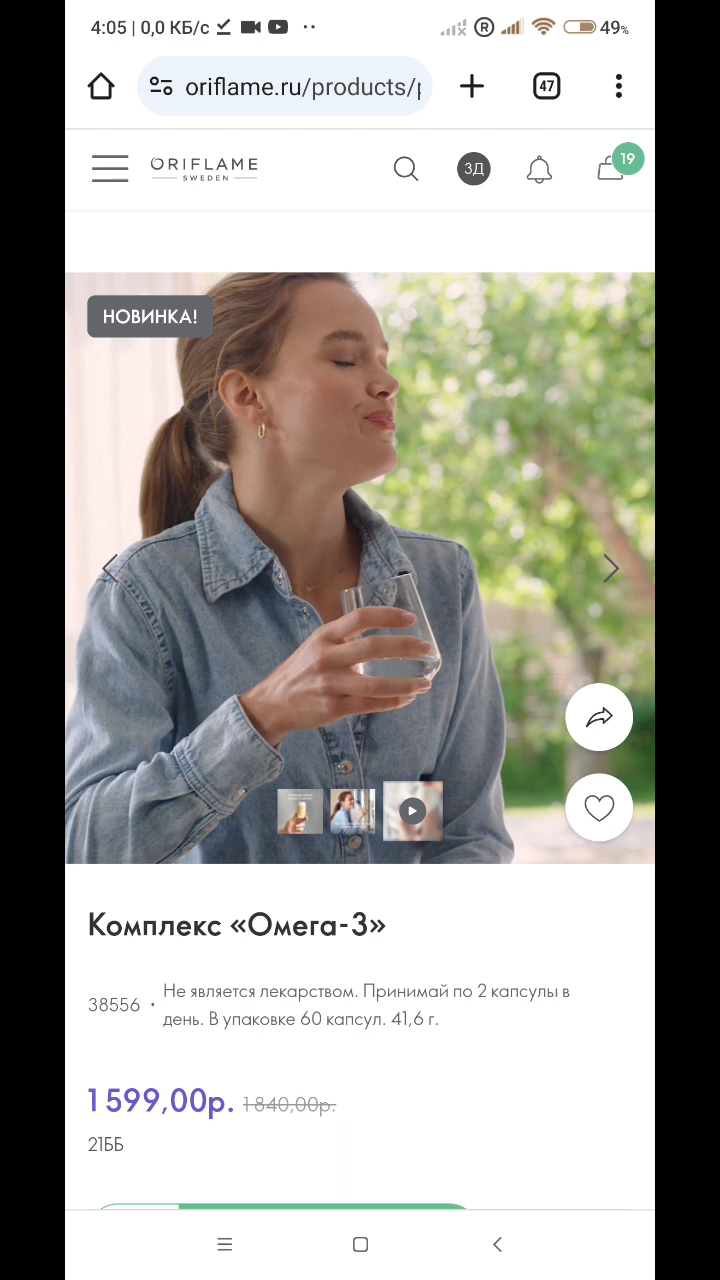 4:05 | 0,0 КБ/с
R
49%
oriflame.ru/products/p
47
ORIFLAME
SWEDEN
ЗД
19
НОВИНКА!
Комплекс «Омега-3»
38556 • Не является лекарством. Принимай по 2 капсулы в
день. В упаковке 60 капсул. 41,6 г.
1 599,00р. 1 840,00р.
21ББ